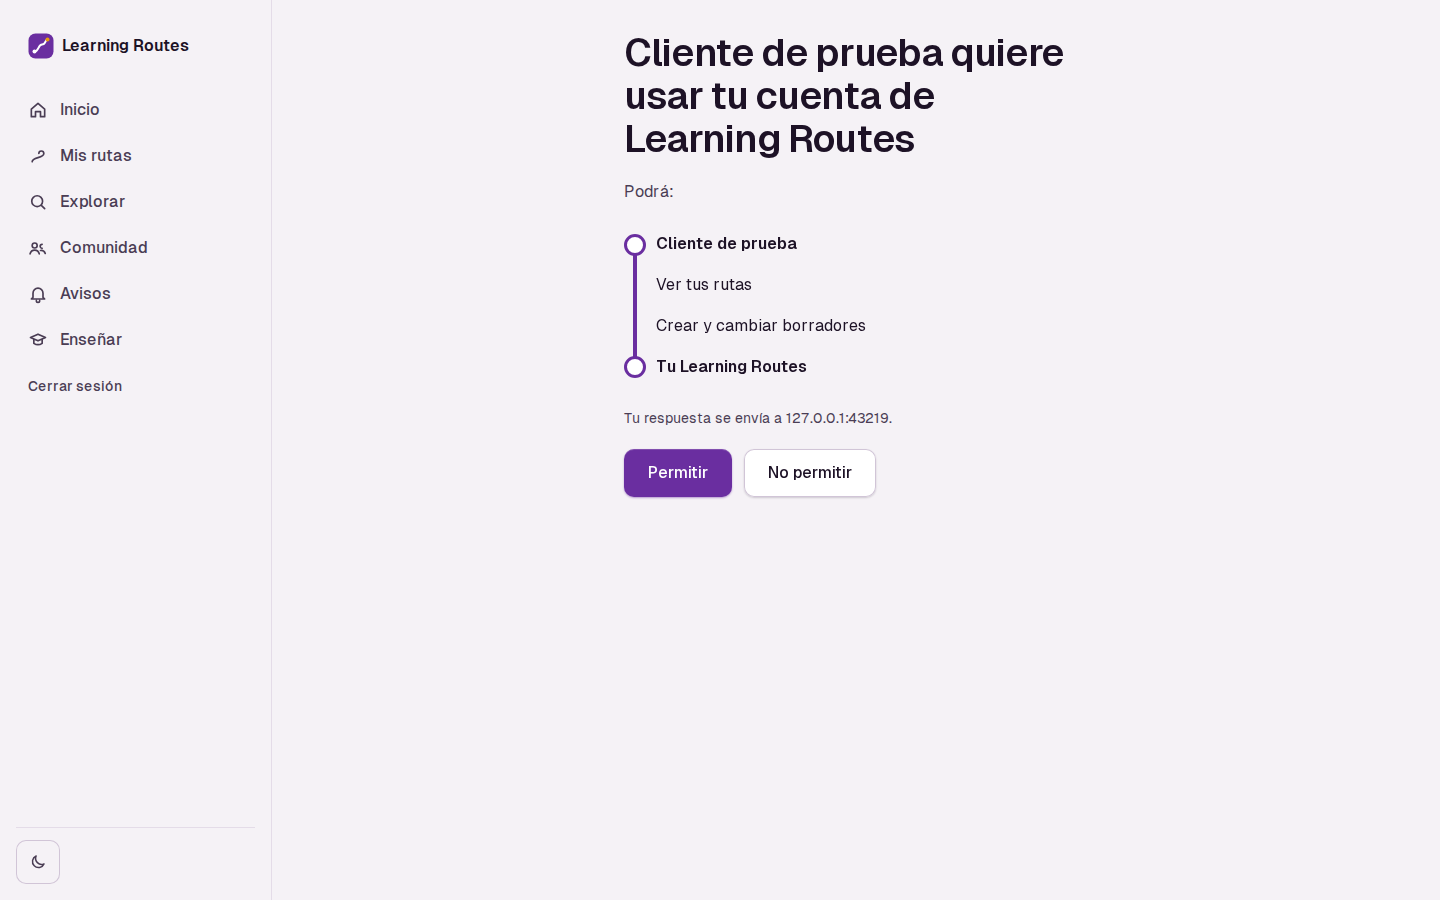 Learning Routes
Inicio
Mis rutas
Explorar
Comunidad
Avisos
Enseñar
Cerrar sesión
Cliente de prueba quiere
usar tu cuenta de
Learning Routes
Podrá:
Cliente de prueba
Ver tus rutas
Crear y cambiar borradores
Tu Learning Routes
Tu respuesta se envía a 127.0.0.1:43219.
Permitir
No permitir